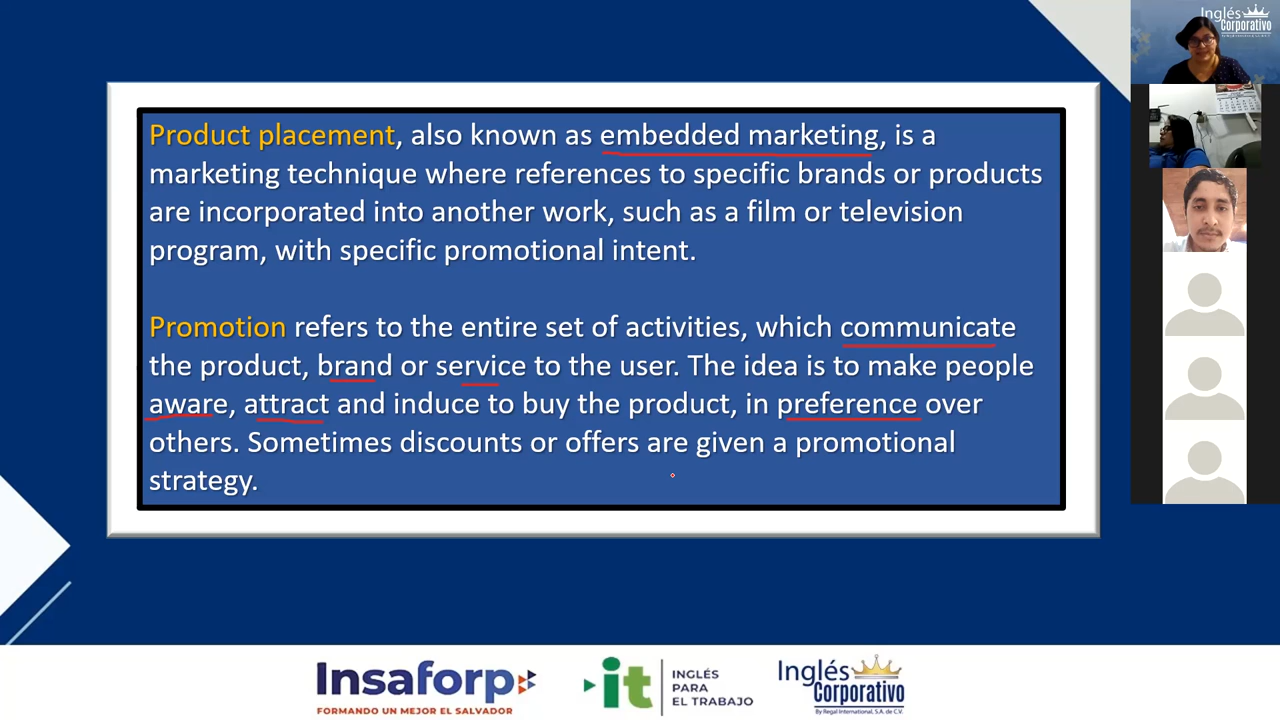 Inglés
Corporativo
Product placement, also known as embedded marketing, is a
marketing technique where references to specific brands or products
are incorporated into another work, such as a film or television
program, with specific promotional intent.
Promotion refers to the entire set of activities, which communicate
the product, brand or service to the user. The idea is to make people
aware, attract and induce to buy the product, in preference over
others. Sometimes discounts or offers are given a promotional
strategy.
Insaforp
FORMANDO UN MEJOR EL SALVADOR
it
INGLÉS
PARA
EL TRABAJO
Inglés
Corporativo
By Regal International, S.A. de C.V.